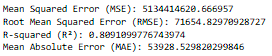 Mean Squared Error (MSE): 5134414620.666957
Root Mean Squared Error (RMSE): 71654.82970928727
R-squared (R²): 0.8091099776743974
Mean Absolute Error (MAE): 53928.529820299846